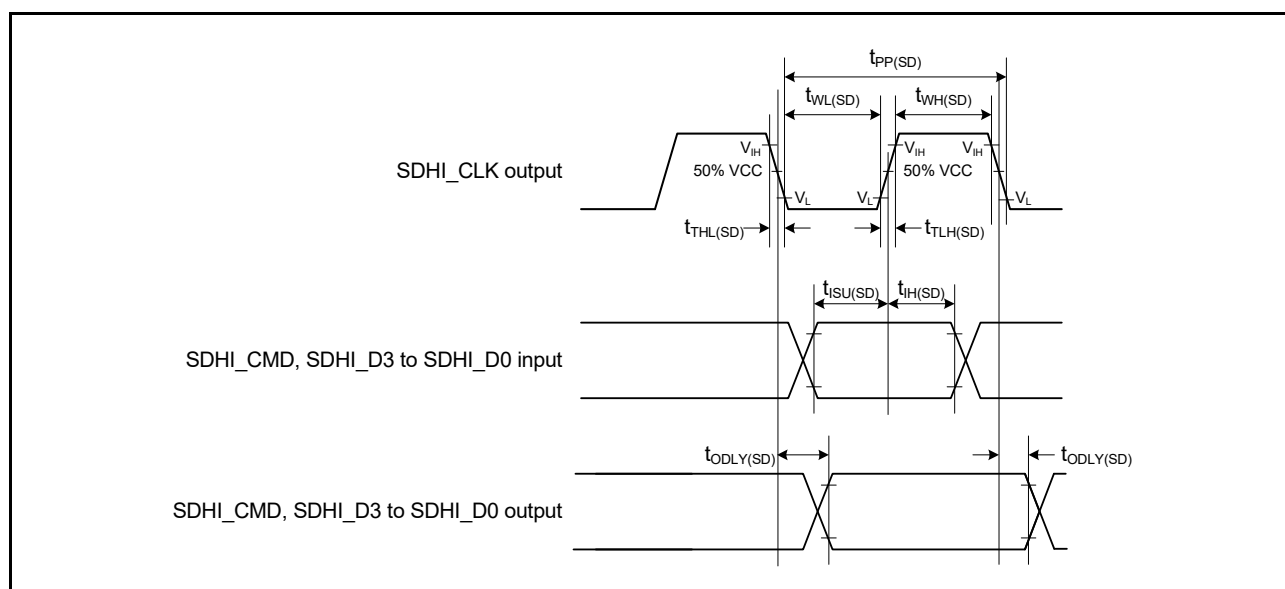 tPP(SD)
tWL(SD) tWH(SD)
VIH VIH VIH
SDHI_CLK output 50% VCC 50% VCC
VL VL VL
tTHL(SD) tTLH(SD)
tISU(SD) tIH(SD)
SDHI_CMD, SDHI_D3 to SDHI_D0 input
tODLY(SD) tODLY(SD)
SDHI_CMD, SDHI_D3 to SDHI_D0 output